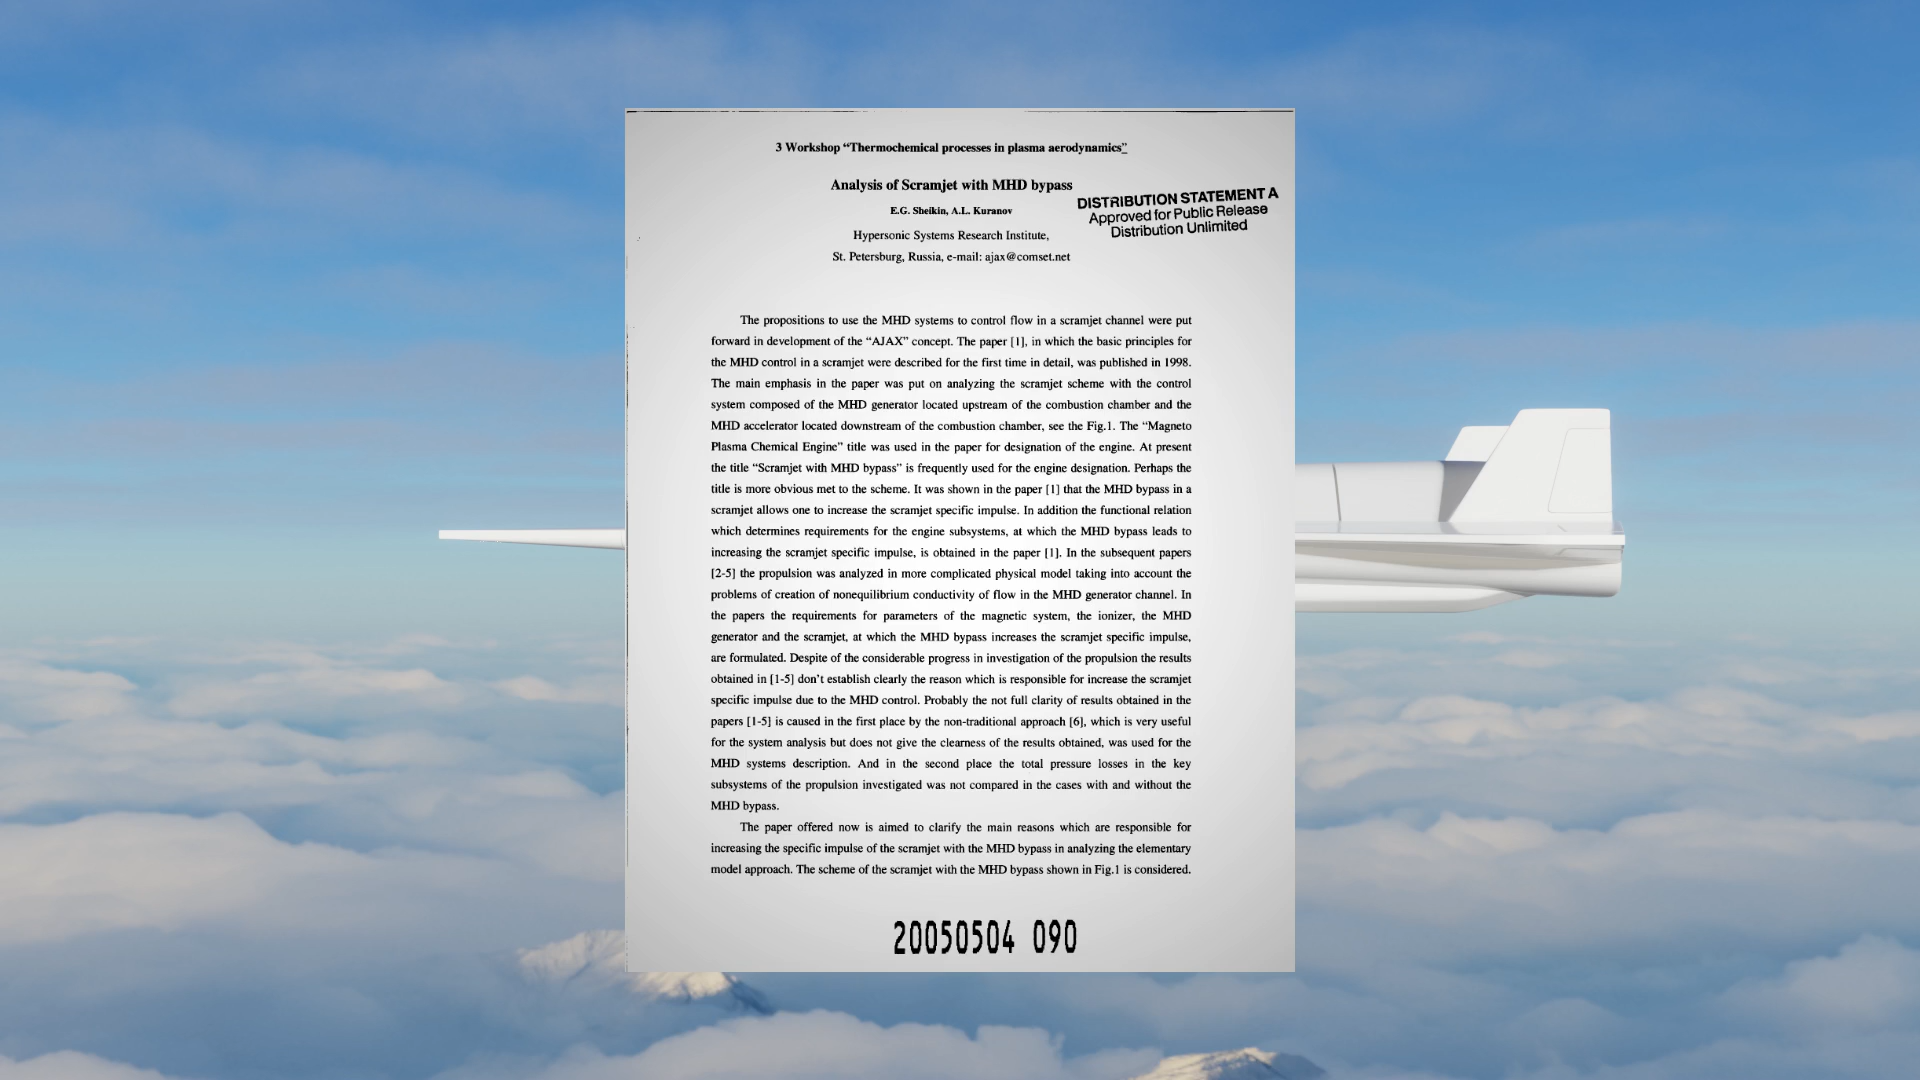 3 Workshop “Thermochemical processes in plasma aerodynamics”
Analysis of Scramjet with MHD bypass
E.G. Sheikin, A.L. Kuranov
Hypersonic Systems Research Institute,
St. Petersburg, Russia, e-mail: ajax@comset.net
DISTRIBUTION STATEMENT A
Approved for Public Release
Distribution Unlimited
The propositions to use the MHD systems to control flow in a scramjet channel were put
forward in development of the “AJAX” concept. The paper [1], in which the basic principles for
the MHD control in a scramjet were described for the first time in detail, was published in 1998.
The main emphasis in the paper was put on analyzing the scramjet scheme with the control
system composed of the MHD generator located upstream of the combustion chamber and the
MHD accelerator located downstream of the combustion chamber, see the Fig.1. The “Magneto
Plasma Chemical Engine” title was used in the paper for designation of the engine. At present
the title “Scramjet with MHD bypass” is frequently used for the engine designation. Perhaps the
title is more obvious met to the scheme. It was shown in the paper [1] that the MHD bypass in a
scramjet allows one to increase the scramjet specific impulse. In addition the functional relation
which determines requirements for the engine subsystems, at which the MHD bypass leads to
increasing the scramjet specific impulse, is obtained in the paper [1]. In the subsequent papers
[2-5] the propulsion was analyzed in more complicated physical model taking into account the
problems of creation of nonequilibrium conductivity of flow in the MHD generator channel. In
the papers the requirements for parameters of the magnetic system, the ionizer, the MHD
generator and the scramjet, at which the MHD bypass increases the scramjet specific impulse,
are formulated. Despite of the considerable progress in investigation of the propulsion the results
obtained in [1-5] don’t establish clearly the reason which is responsible for increase the scramjet
specific impulse due to the MHD control. Probably the not full clarity of results obtained in the
papers [1-5] is caused in the first place by the non-traditional approach [6], which is very useful
for the system analysis but does not give the clearness of the results obtained, was used for the
MHD systems description. And in the second place the total pressure losses in the key
subsystems of the propulsion investigated was not compared in the cases with and without the
MHD bypass.
The paper offered now is aimed to clarify the main reasons which are responsible for
increasing the specific impulse of the scramjet with the MHD bypass in analyzing the elementary
model approach. The scheme of the scramjet with the MHD bypass shown in Fig.1 is considered.
20050504 090